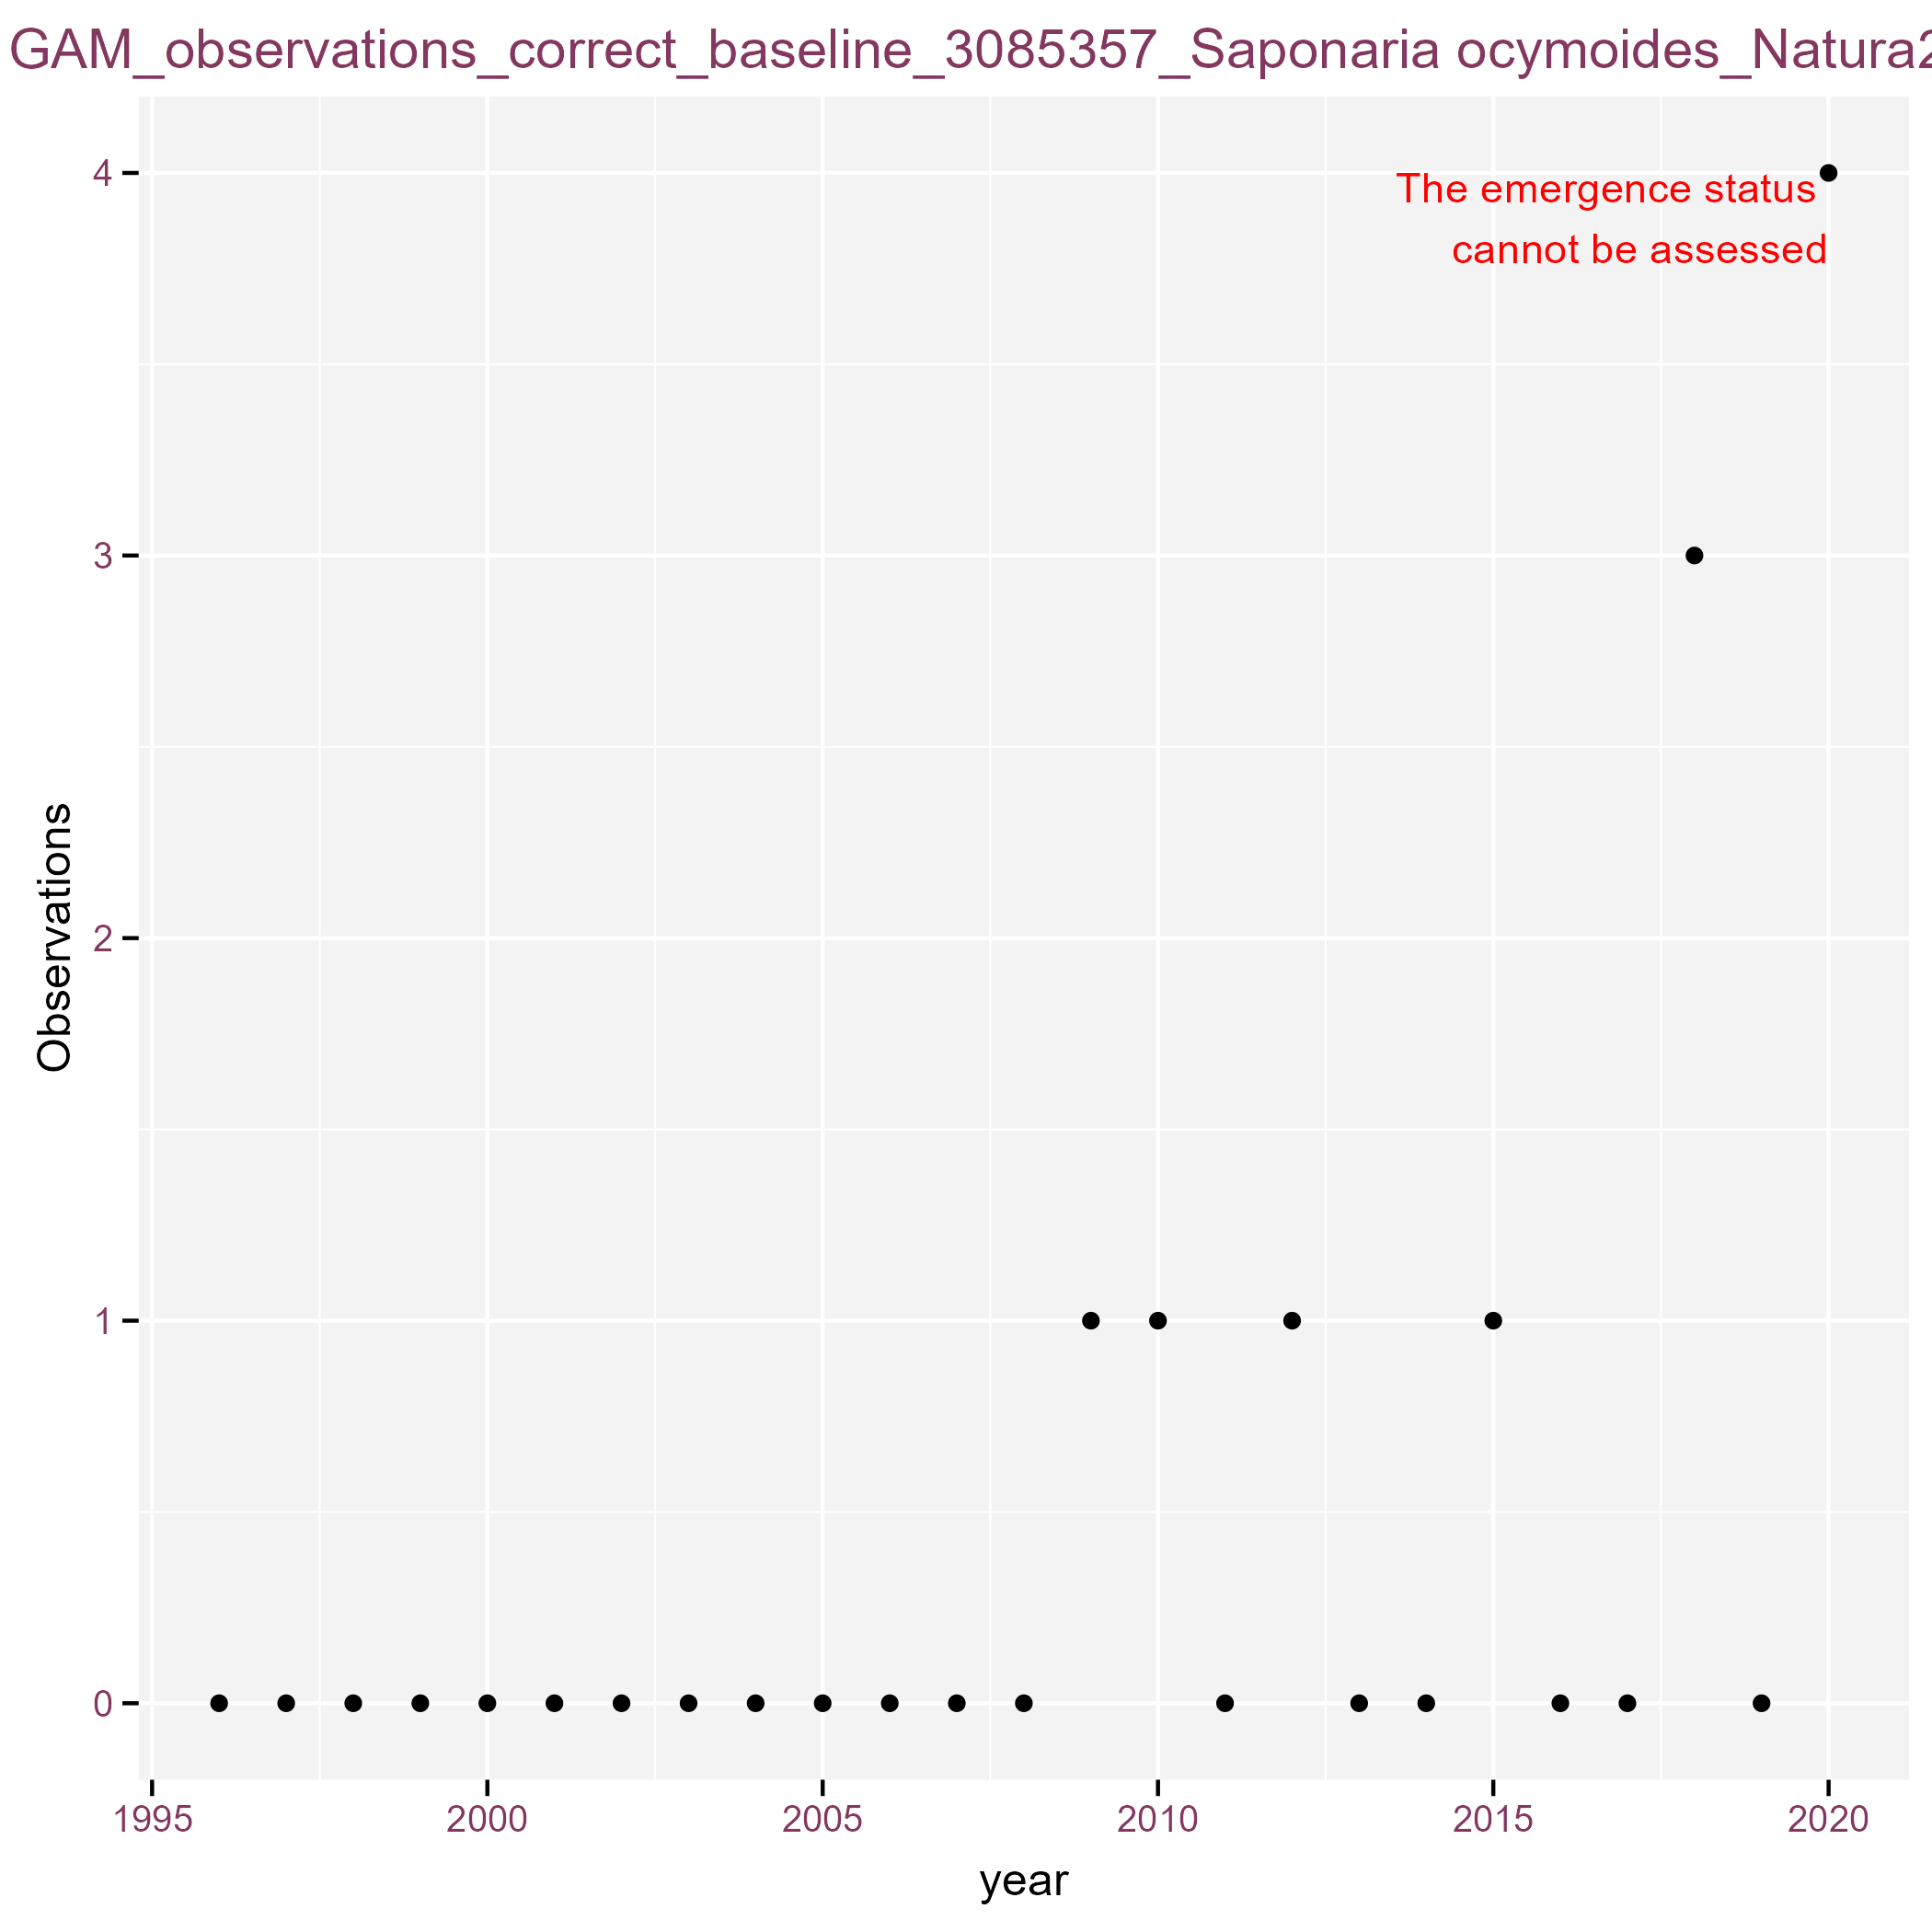 GAM_observations_correct_baseline_3085357_Saponaria ocymoides_Natura2
The emergence status
cannot be assessed
4
3
2
1
0
Observations
1995 2000 2005 2010 2015 2020
year